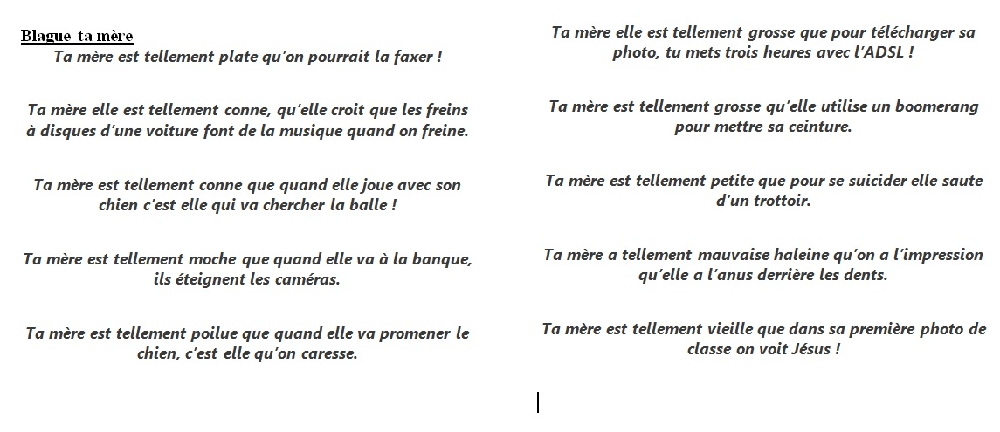 Blague ta mère
Ta mère est tellement plate qu’on pourrait la faxer !
Ta mère elle est tellement conne, qu’elle croit que les freins
à disques d’une voiture font de la musique quand on freine.
Ta mère est tellement conne que quand elle joue avec son
chien c’est elle qui va chercher la balle !
Ta mère est tellement moche que quand elle va à la banque,
ils éteignent les caméras.
Ta mère est tellement poilue que quand elle va promener le
chien, c’est elle qu’on caresse.
Ta mère elle est tellement grosse que pour télécharger sa
photo, tu mets trois heures avec l’ADSL !
Ta mère est tellement grosse qu’elle utilise un boomerang
pour mettre sa ceinture.
Ta mère est tellement petite que pour se suicider elle saute
d’un trottoir.
Ta mère a tellement mauvaise haleine qu’on a l’impression
qu’elle a l’anus derrière les dents.
Ta mère est tellement vieille que dans sa première photo de
classe on voit Jésus !